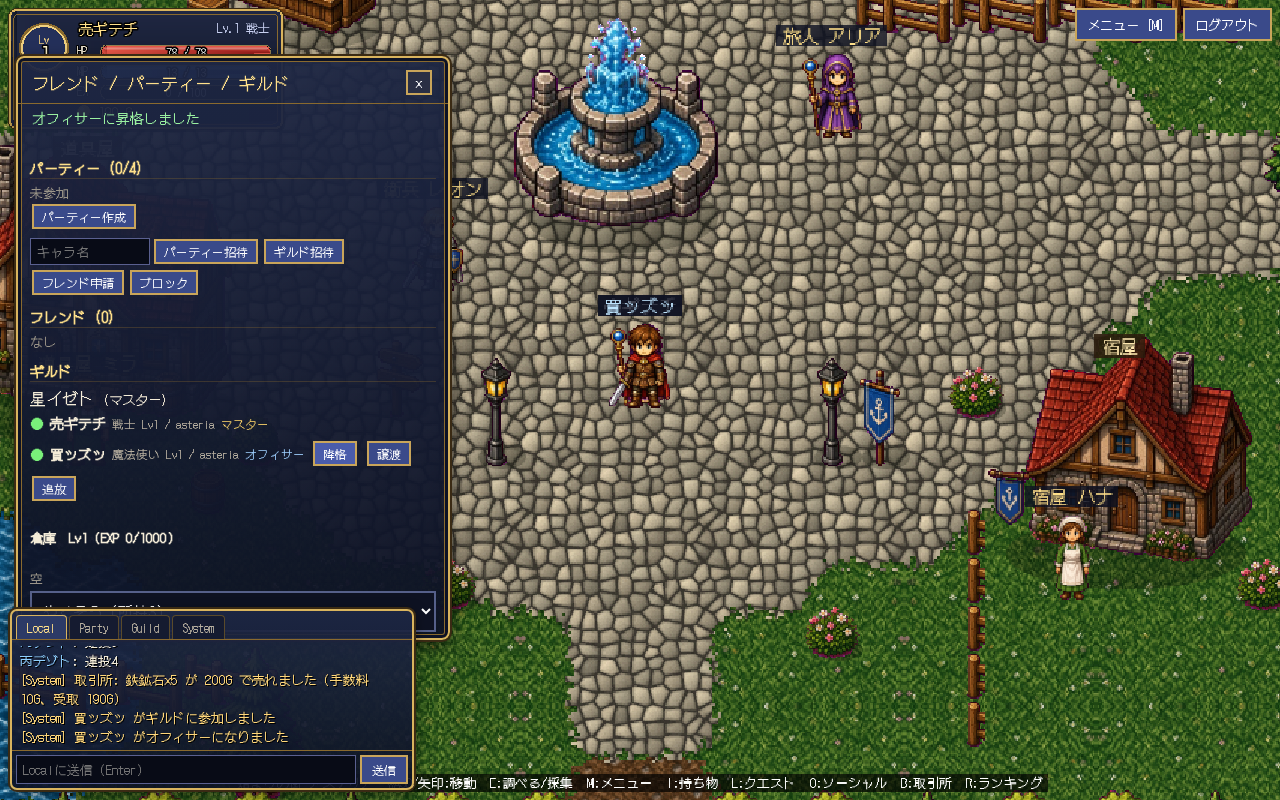 売ギテチ
Lv.1 戦士
Lv
1
HP
78 / 78
メニュー [M]
ログアウト
旅人 アリア
フレンド / パーティー / ギルド
x
オフィサーに昇格しました
パーティー (0/4)
未参加
パーティー作成
キャラ名
パーティー招待
ギルド招待
フレンド申請
ブロック
フレンド (0)
なし
ギルド
星イゼト (マスター)
売ギテチ 戦士 Lv1 / asteria マスター
買ッズッ 魔法使い Lv1 / asteria オフィサー
降格
譲渡
追放
倉庫 Lv1 (EXP 0/1000)
空
オン
買ッズッ
宿屋
宿屋 ハナ
Local
Party
Guild
System
丙デゾト: 連投4
[System] 取引所: 鉄鉱石x5 が 200G で売れました (手数料
10G、受取 190G)
[System] 買ッズッ がギルドに参加しました
[System] 買ッズッ がオフィサーになりました
Localに送信 (Enter)
送信
矢印:移動 E:調べる/採集 M:メニュー I:持ち物 L:クエスト O:ソーシャル B:取引所 R:ランキング